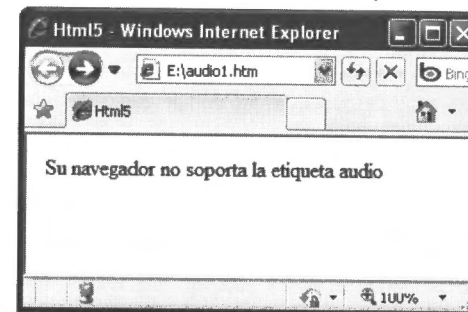 Html5 - Windows Internet Explorer
E:\audio1.htm
Bing
Html5
Su navegador no soporta la etiqueta audio
100%